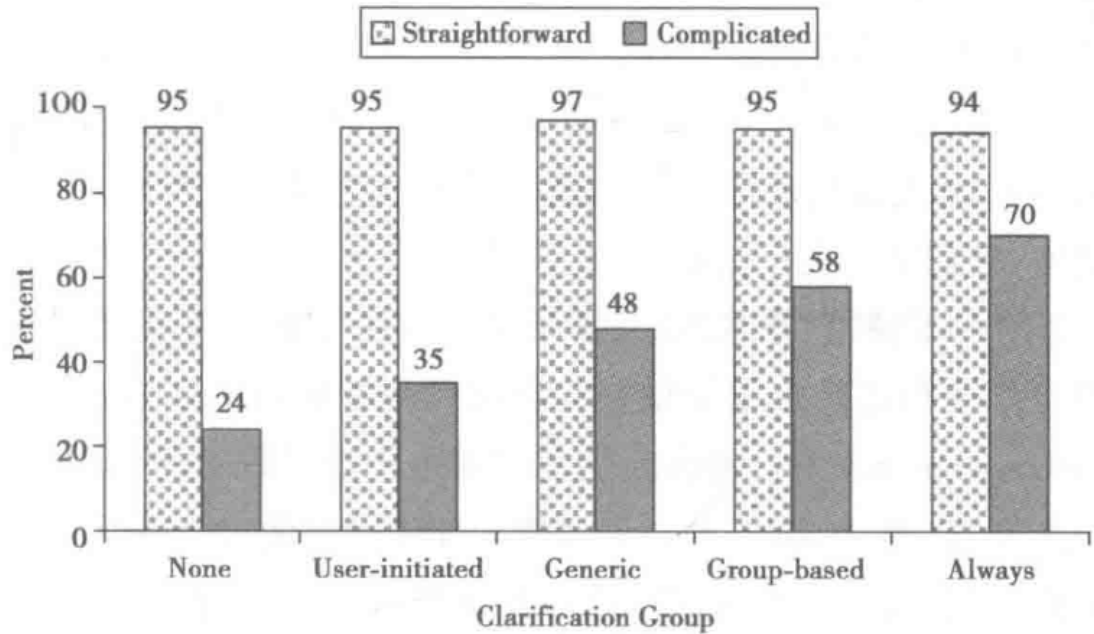 Straightforward Complicated
100
80
60
40
20
0
Percent
95 24
95 35
97 48
95 58
94 70
None User-initiated Generic Group-based Always
Clarification Group